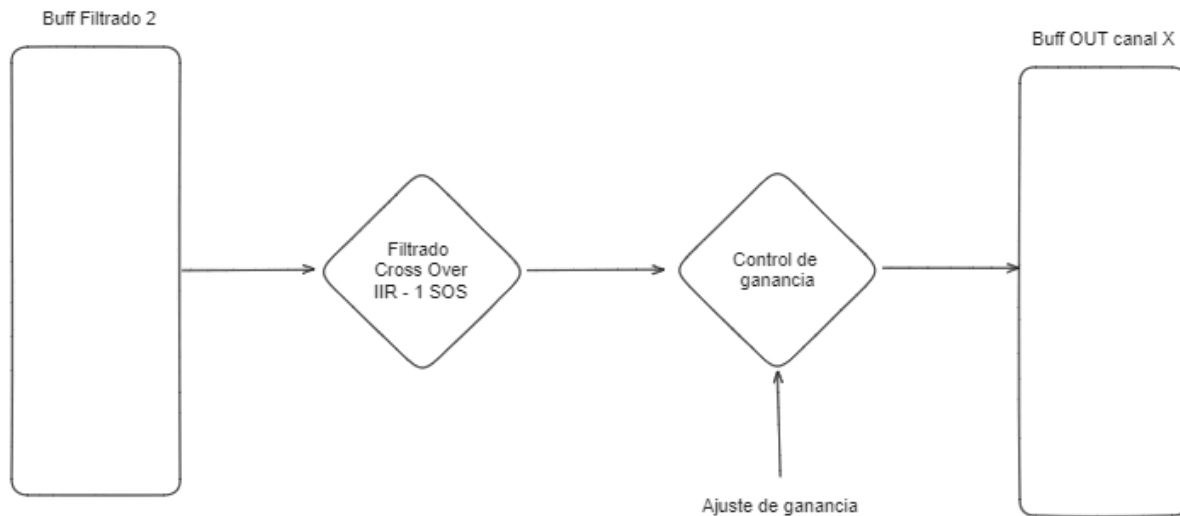 Buff Filtrado 2
Buff OUT canal X
Filtrado
Cross Over
IIR - 1 SOS
Control de
ganancia
Ajuste de ganancia